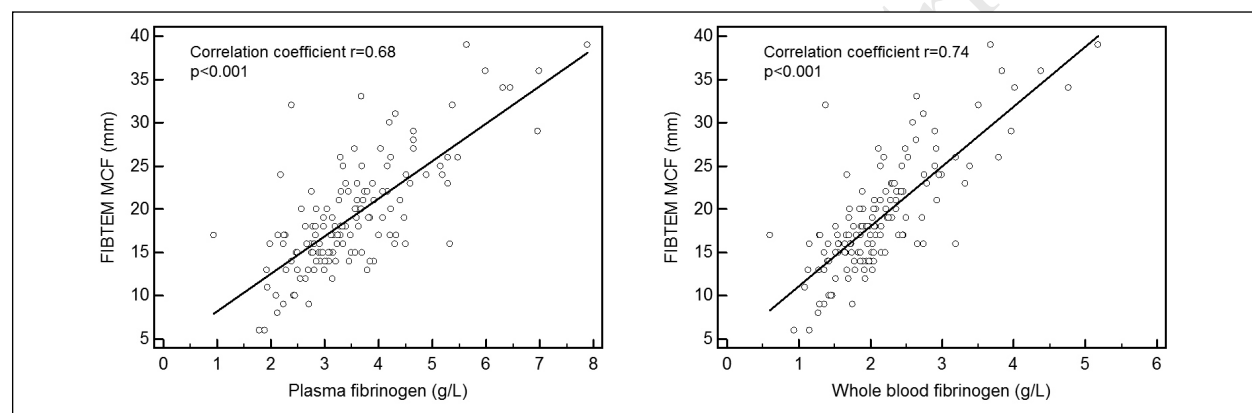 Correlation coefficient r=0.68
p<0.001
FIBTEM MCF (mm)
40
35
30
25
20
15
10
5
0 1 2 3 4 5 6 7 8
Plasma fibrinogen (g/L)
Correlation coefficient r=0.74
p<0.001
FIBTEM MCF (mm)
40
35
30
25
20
15
10
5
0 1 2 3 4 5 6
Whole blood fibrinogen (g/L)